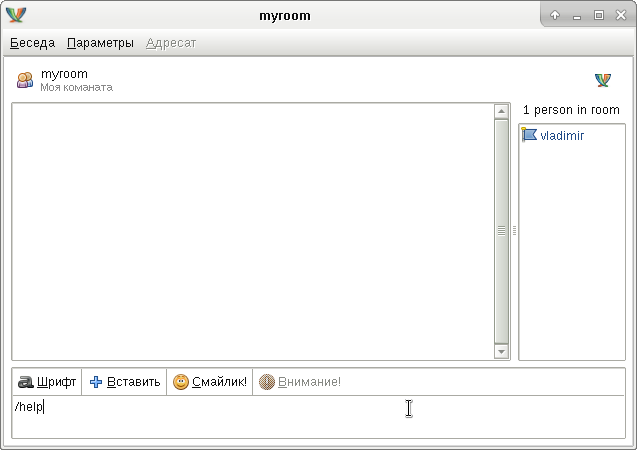 myroom
Беседа Параметры Адресат
myroom
Моя команата
1 person in room
vladimir
Шрифт Вставить Смайлик! Внимание!
/help